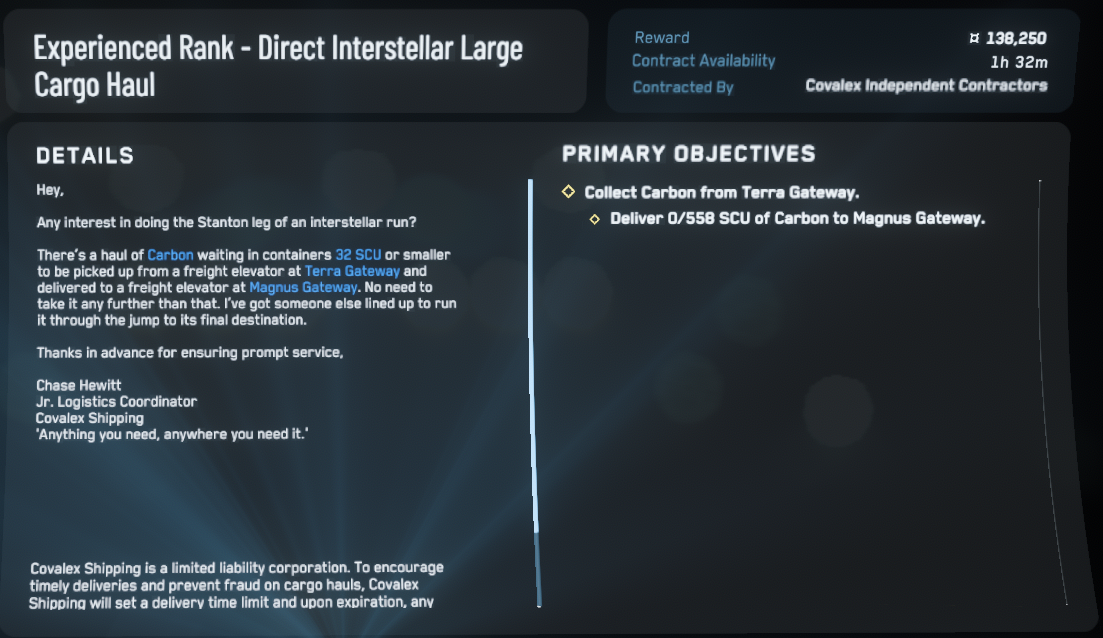 Experienced Rank - Direct Interstellar Large
Cargo Haul
Reward ¤ 138,250
Contract Availability 1h 32m
Contracted By Covalex Independent Contractors
DETAILS
Hey,
Any interest in doing the Stanton leg of an interstellar run?
There's a haul of Carbon waiting in containers 32 SCU or smaller
to be picked up from a freight elevator at Terra Gateway and
delivered to a freight elevator at Magnus Gateway. No need to
take it any further than that. I've got someone else lined up to run
it through the jump to its final destination.
Thanks in advance for ensuring prompt service,
Chase Hewitt
Jr. Logistics Coordinator
Covalex Shipping
'Anything you need, anywhere you need it.'
Covalex Shipping is a limited liability corporation. To encourage
timely deliveries and prevent fraud on cargo hauls, Covalex
Shipping will set a delivery time limit and upon expiration, any
PRIMARY OBJECTIVES
Collect Carbon from Terra Gateway.
Deliver 0/558 SCU of Carbon to Magnus Gateway.